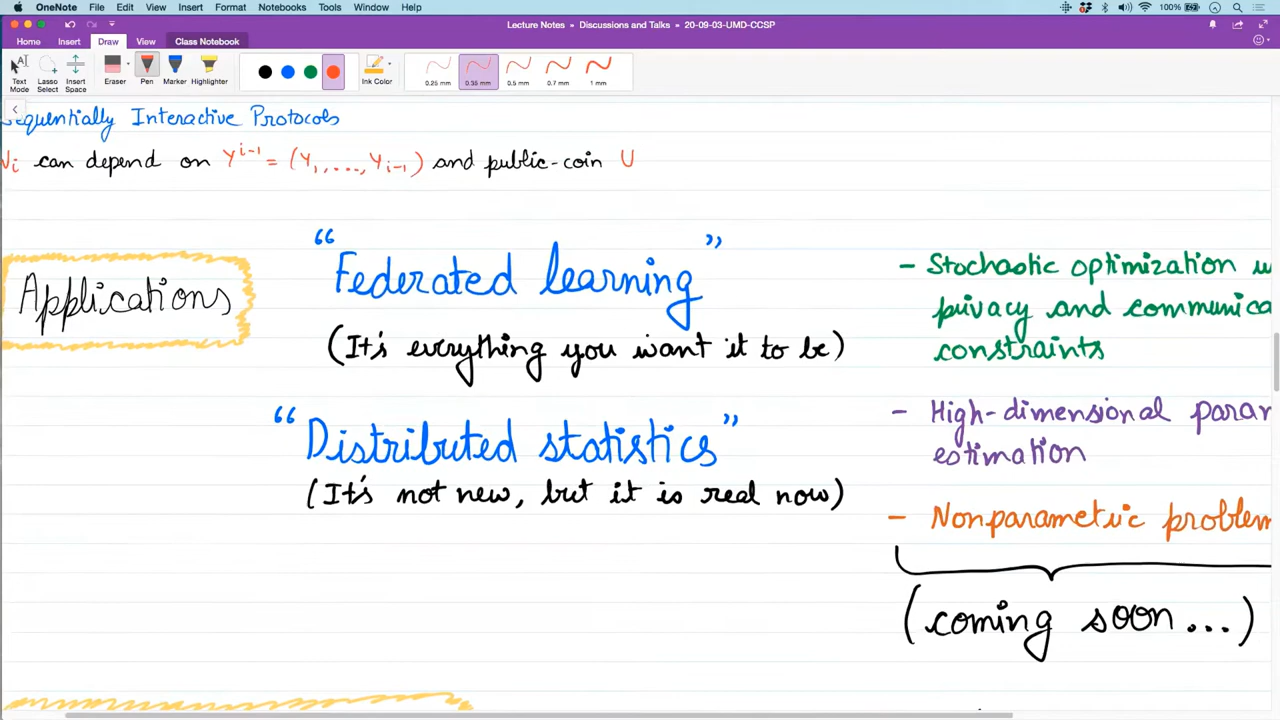 OneNote File Edit View Insert Format Notebooks Tools Window Help 100%
Lecture Notes » Discussions and Talks » 20-09-03-UMD-CCSP
Home Insert Draw View Class Notebook
Text Mode Lasso Select Insert Space Eraser Pen Marker Highlighter Ink Color 0.25 mm 0.35 mm 0.5 mm 0.7 mm 1 mm
Sequentially Interactive Protocols
can depend on Y^{i-1} = (Y_1, ..., Y_{i-1}) and public-coin U
Applications
"Federated learning"
(It's everything you want it to be)
"Distributed statistics"
(It's not new, but it is real now)
- Stochastic optimization
privacy and communica
constraints
- High-dimensional param
estimation
- Nonparametric problem
(coming soon...)